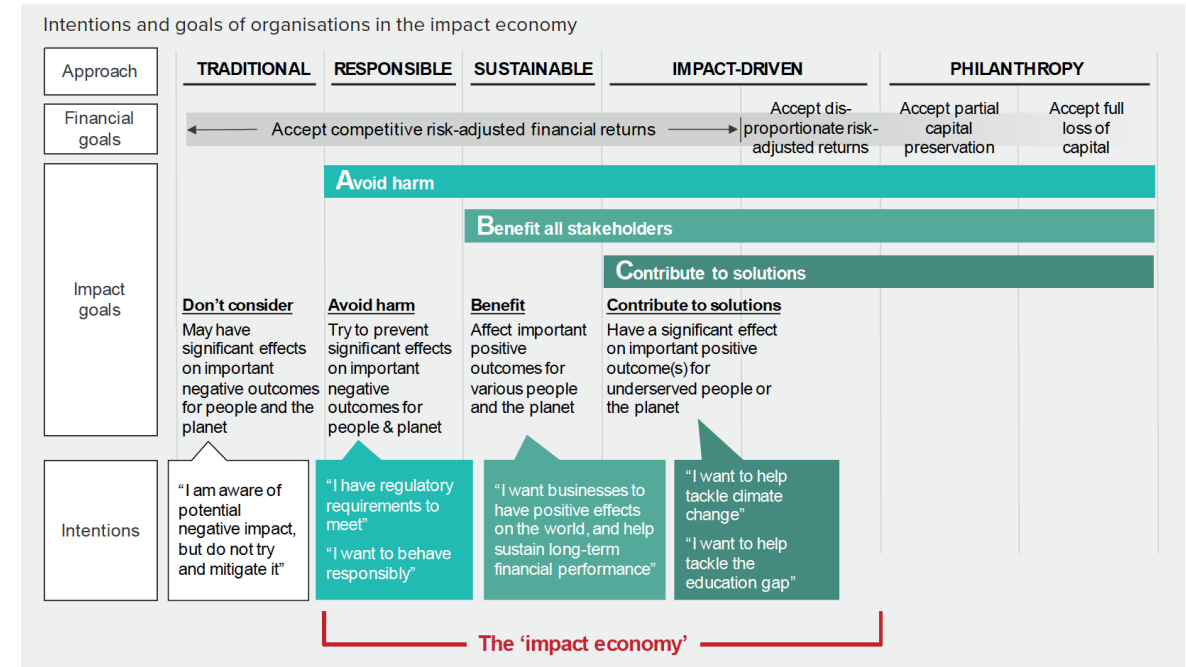 Intentions and goals of organisations in the impact economy
Approach
TRADITIONAL
RESPONSIBLE
SUSTAINABLE
IMPACT-DRIVEN
PHILANTHROPY
Financial
goals
Accept competitive risk-adjusted financial returns
Accept dis-
proportionate risk-
adjusted returns
Accept partial
capital
preservation
Accept full
loss of
capital
Impact
goals
Avoid harm
Benefit all stakeholders
Contribute to solutions
Don’t consider
May have
significant effects
on important
negative outcomes
for people and the
planet
Avoid harm
Try to prevent
significant effects
on important
negative
outcomes for
people & planet
Benefit
Affect important
positive
outcomes for
various people
and the planet
Contribute to solutions
Have a significant effect
on important positive
outcome(s) for
underserved people or
the planet
Intentions
“I am aware of
potential
negative impact,
but do not try
and mitigate it”
“I have regulatory
requirements to
meet”
“I want to behave
responsibly”
“I want businesses to
have positive effects
on the world, and help
sustain long-term
financial performance”
“I want to help
tackle climate
change”
“I want to help
tackle the
education gap”
The ‘impact economy’